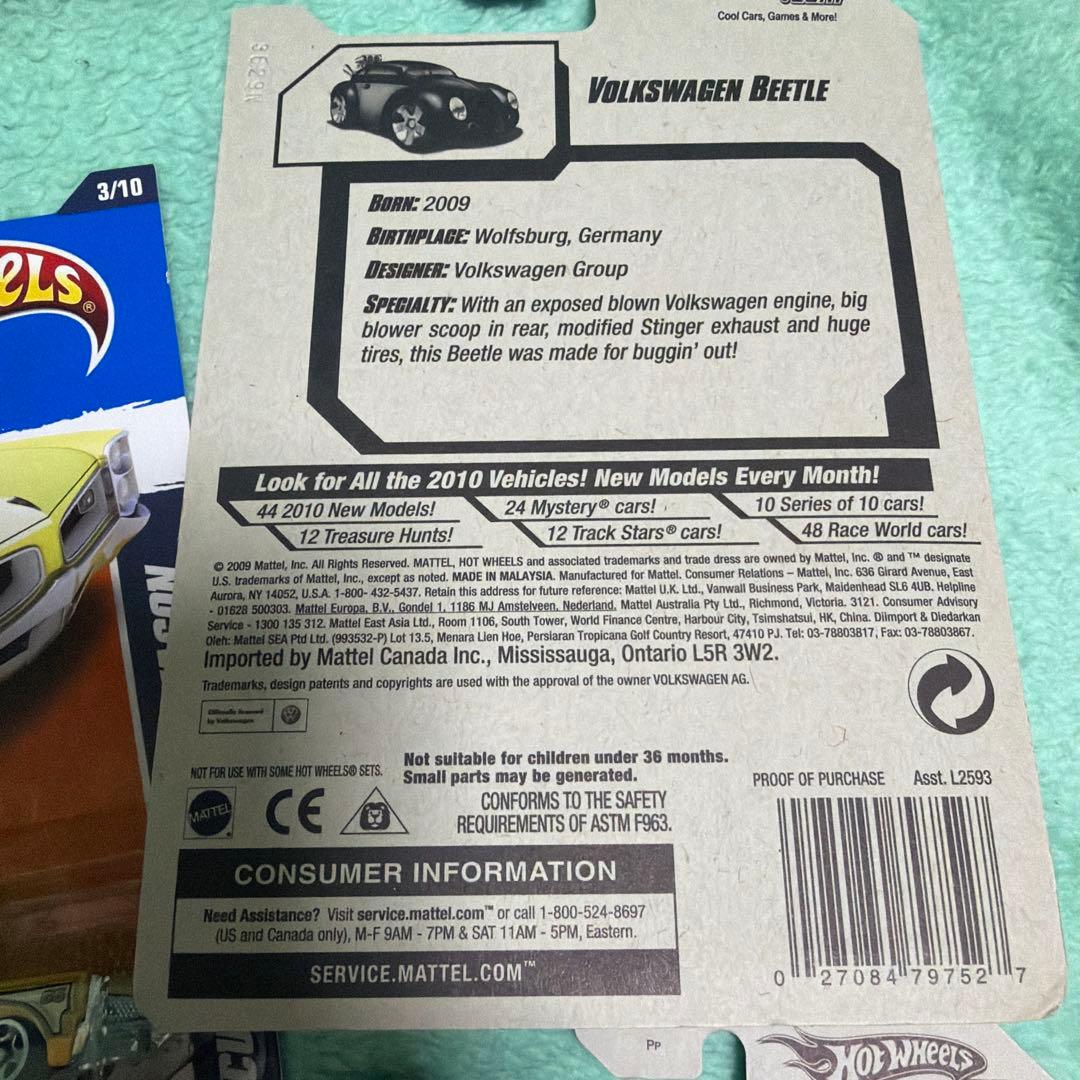 Cool Cars, Games & More!
3629N
VOLKSWAGEN BEETLE
BORN: 2009
BIRTHPLACE: Wolfsburg, Germany
DESIGNER: Volkswagen Group
SPECIALTY: With an exposed blown Volkswagen engine, big
blower scoop in rear, modified Stinger exhaust and huge
tires, this Beetle was made for buggin' out!
Look for All the 2010 Vehicles! New Models Every Month!
44 2010 New Models! 24 Mystery® cars! 10 Series of 10 cars!
12 Treasure Hunts! 12 Track Stars® cars! 48 Race World cars!
© 2009 Mattel, Inc. All Rights Reserved. MATTEL, HOT WHEELS and associated trademarks and trade dress are owned by Mattel, Inc. ® and ™ designate
U.S. trademarks of Mattel, Inc., except as noted. MADE IN MALAYSIA. Manufactured for Mattel. Consumer Relations – Mattel, Inc. 636 Girard Avenue, East
Aurora, NY 14052, U.S.A. 1-800- 432-5437. Retain this address for future reference: Mattel U.K. Ltd., Vanwall Business Park, Maidenhead SL6 4UB. Helpline
- 01628 500303. Mattel Europa, B.V., Gondel 1, 1186 MJ Amstelveen, Nederland. Mattel Australia Pty Ltd., Richmond, Victoria. 3121. Consumer Advisory
Service - 1300 135 312. Mattel East Asia Ltd., Room 1106, South Tower, World Finance Centre, Harbour City, Tsimshatsui, HK, China. Diimport & Diedarkan
Oleh: Mattel SEA Ptd Ltd. (993532-P) Lot 13.5, Menara Lien Hoe, Persiaran Tropicana Golf Country Resort, 47410 PJ. Tel: 03-78803817, Fax: 03-78803867.
Imported by Mattel Canada Inc., Mississauga, Ontario L5R 3W2.
Trademarks, design patents and copyrights are used with the approval of the owner VOLKSWAGEN AG.
Officially licensed
by Volkswagen
NOT FOR USE WITH SOME HOT WHEELS® SETS.
Not suitable for children under 36 months.
Small parts may be generated.
MATTEL
CE
CONFORMS TO THE SAFETY
REQUIREMENTS OF ASTM F963.
PROOF OF PURCHASE Asst. L2593
CONSUMER INFORMATION
Need Assistance? Visit service.mattel.com™ or call 1-800-524-8697
(US and Canada only), M-F 9AM - 7PM & SAT 11AM - 5PM, Eastern.
SERVICE.MATTEL.COM™
0 27084 79752 7
3/10
ELS®
PP
HOT WHEELS